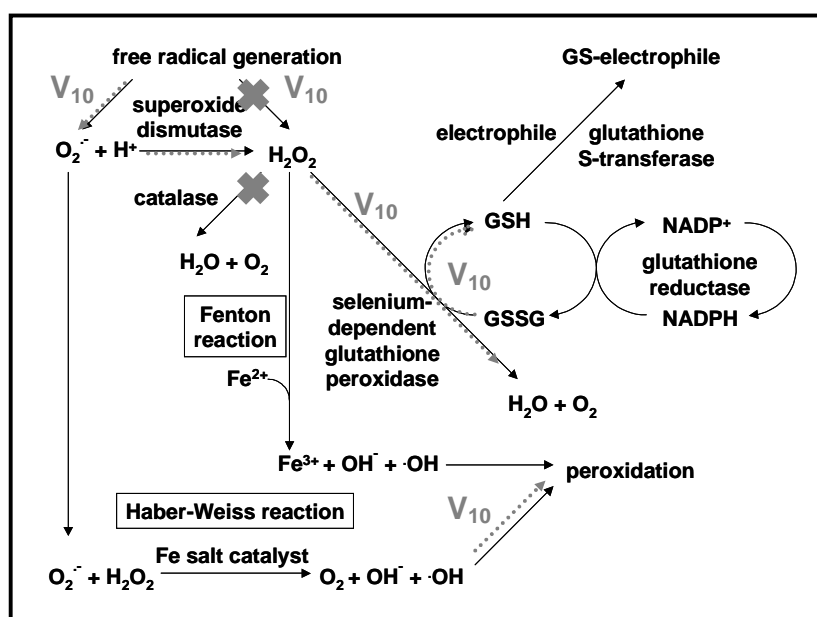 free radical generation
GS-electrophile
V₁₀
V₁₀
superoxide
dismutase
electrophile
glutathione
S-transferase
O₂·⁻ + H⁺
H₂O₂
catalase
V₁₀
GSH
NADP⁺
H₂O + O₂
V₁₀
glutathione
reductase
selenium-
dependent
glutathione
peroxidase
GSSG
NADPH
Fenton
reaction
Fe²⁺
H₂O + O₂
Fe³⁺ + OH⁻ + ·OH
peroxidation
Haber-Weiss reaction
V₁₀
Fe salt catalyst
O₂·⁻ + H₂O₂
O₂ + OH⁻ + ·OH